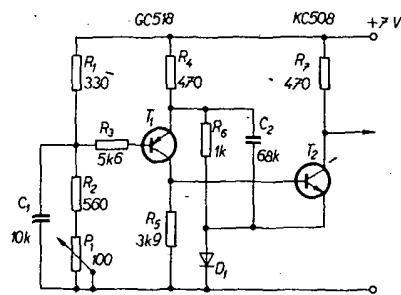 GC518
KC508
+7 V
R1
330
R4
470
R7
470
R3
5k6
T1
R6
1k
C2
68k
T2
R2
560
C1
10k
P1
100
R5
3k9
D1